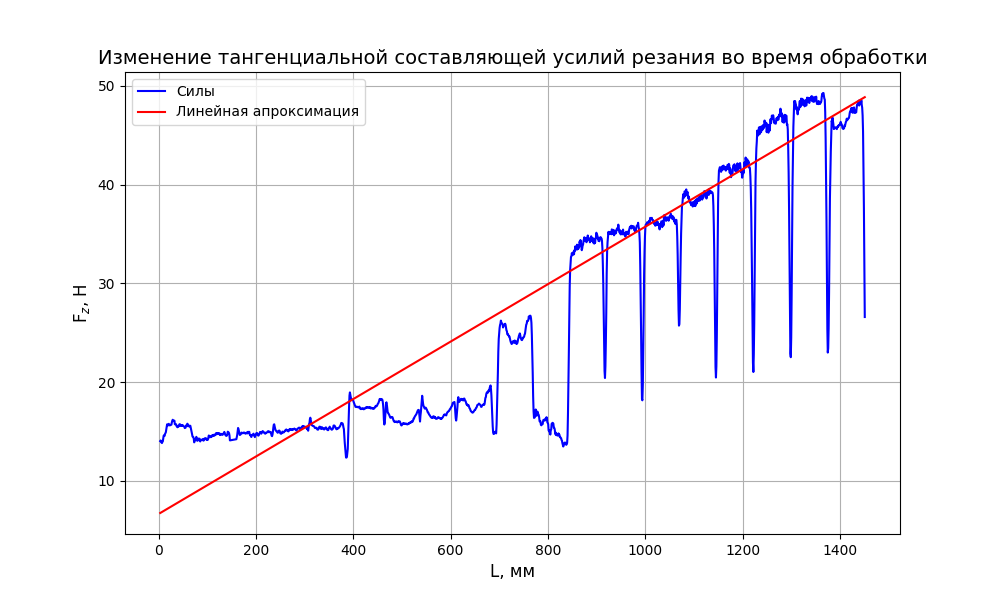 Изменение тангенциальной составляющей усилий резания во время обработки
Силы
Линейная апроксимация
50
40
30
20
10
F_z, Н
0 200 400 600 800 1000 1200 1400
L, мм